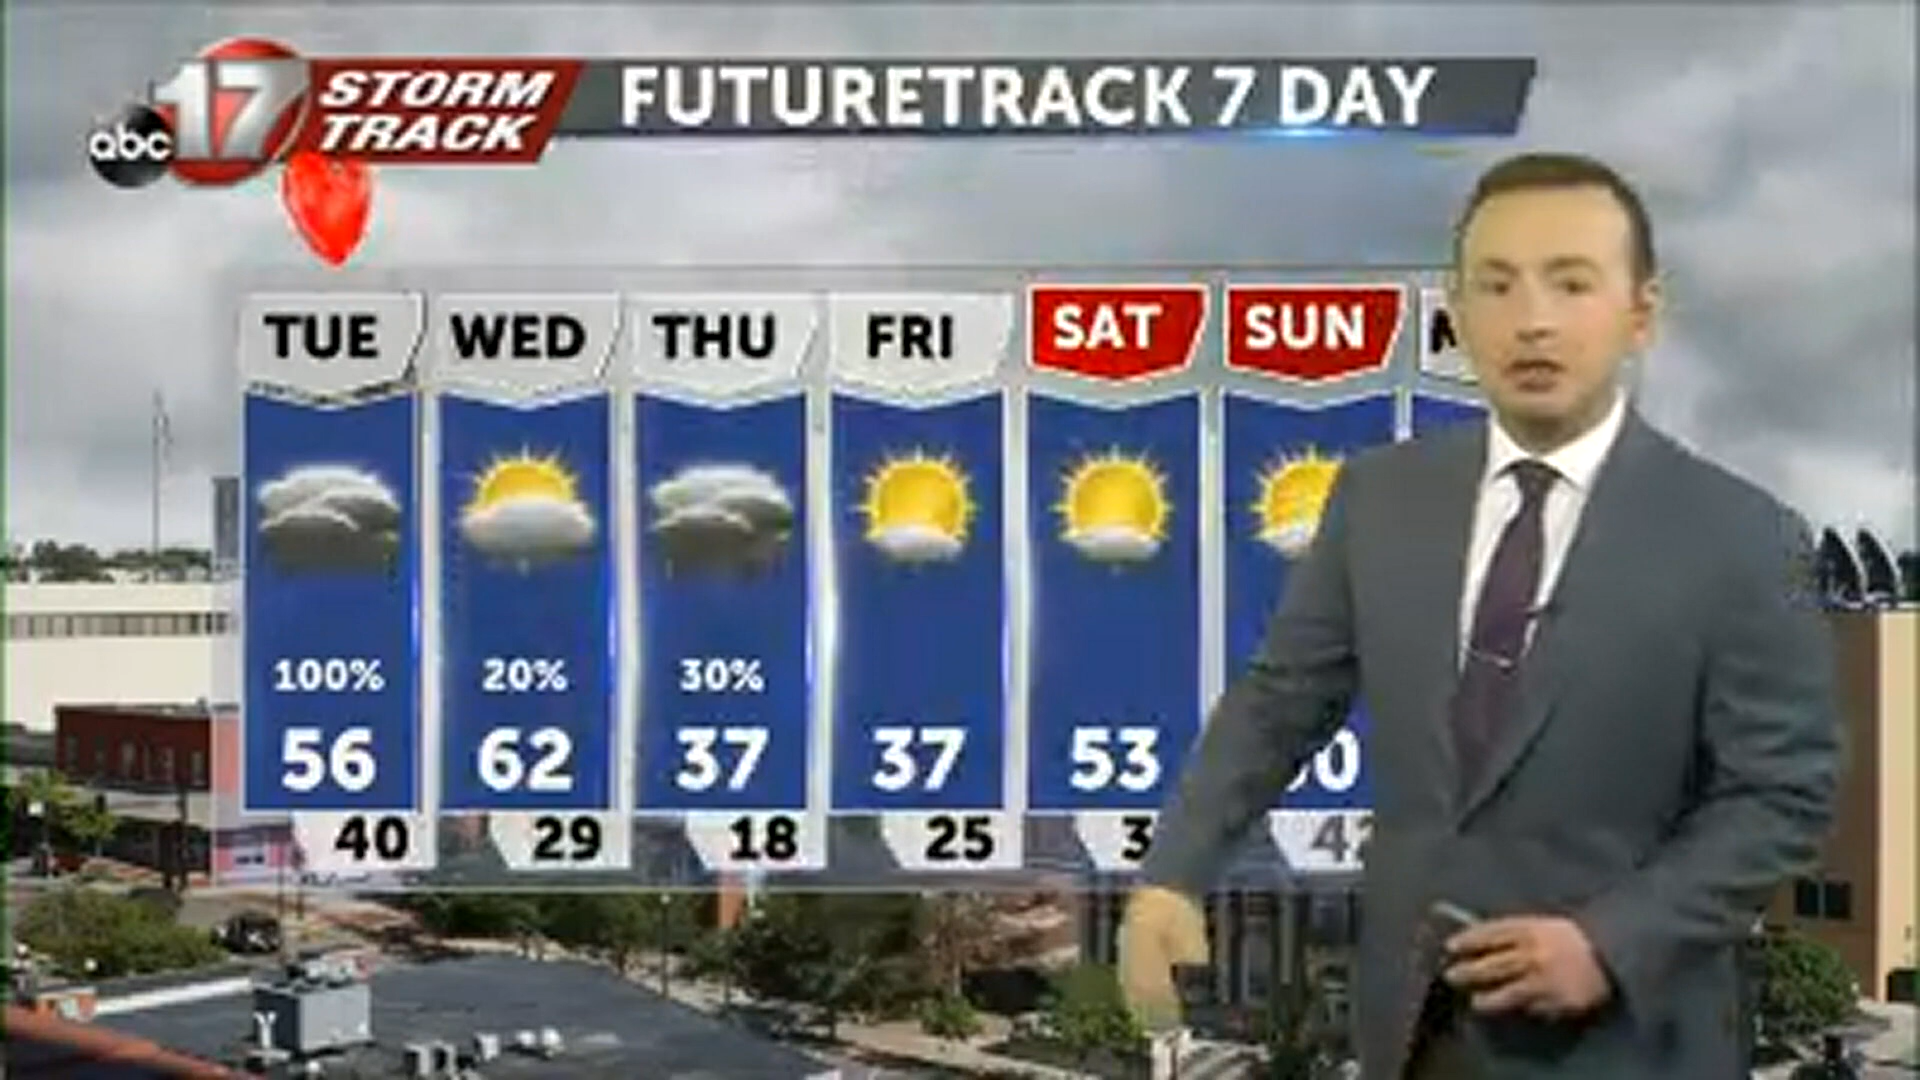 abc 17 STORM TRACK
FUTURETRACK 7 DAY
TUE WED THU FRI SAT SUN
100% 20% 30%
56 62 37 37 53
40 29 18 25